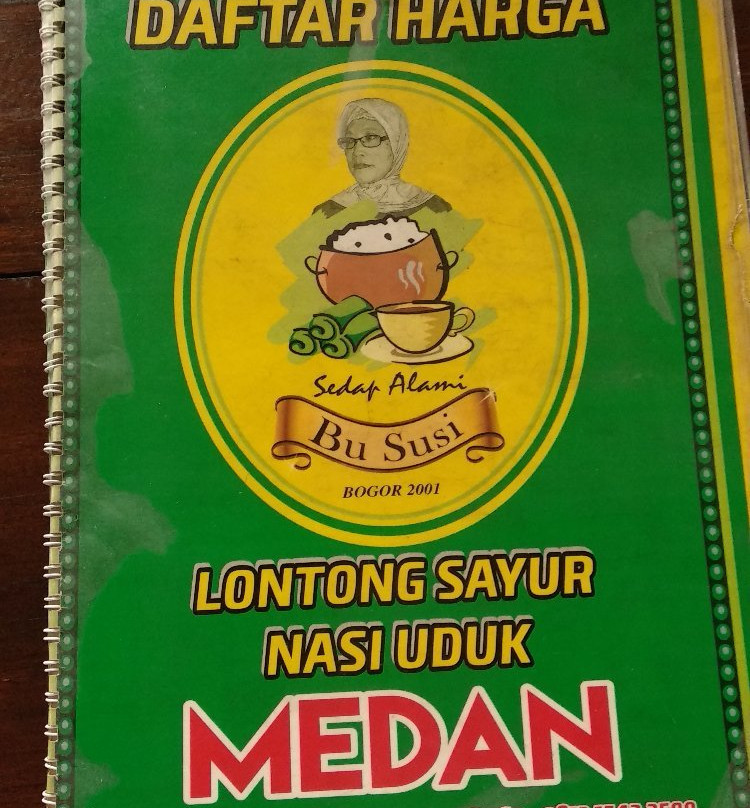 DAFTAR HARGA
Sedap Alami
Bu Susi
BOGOR 2001
LONTONG SAYUR
NASI UDUK
MEDAN